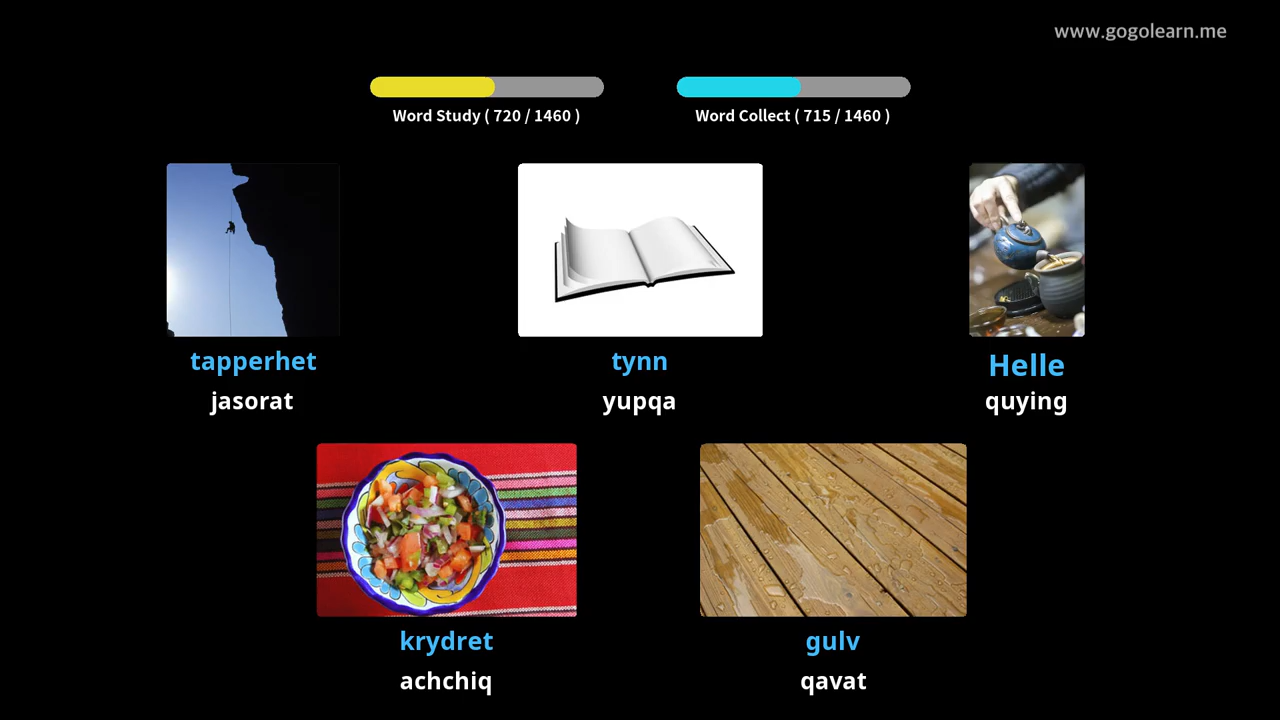 www.gogolearn.me
Word Study ( 720 / 1460 )
Word Collect ( 715 / 1460 )
tapperhet
jasorat
tynn
yupqa
Helle
quying
krydret
achchiq
gulv
qavat